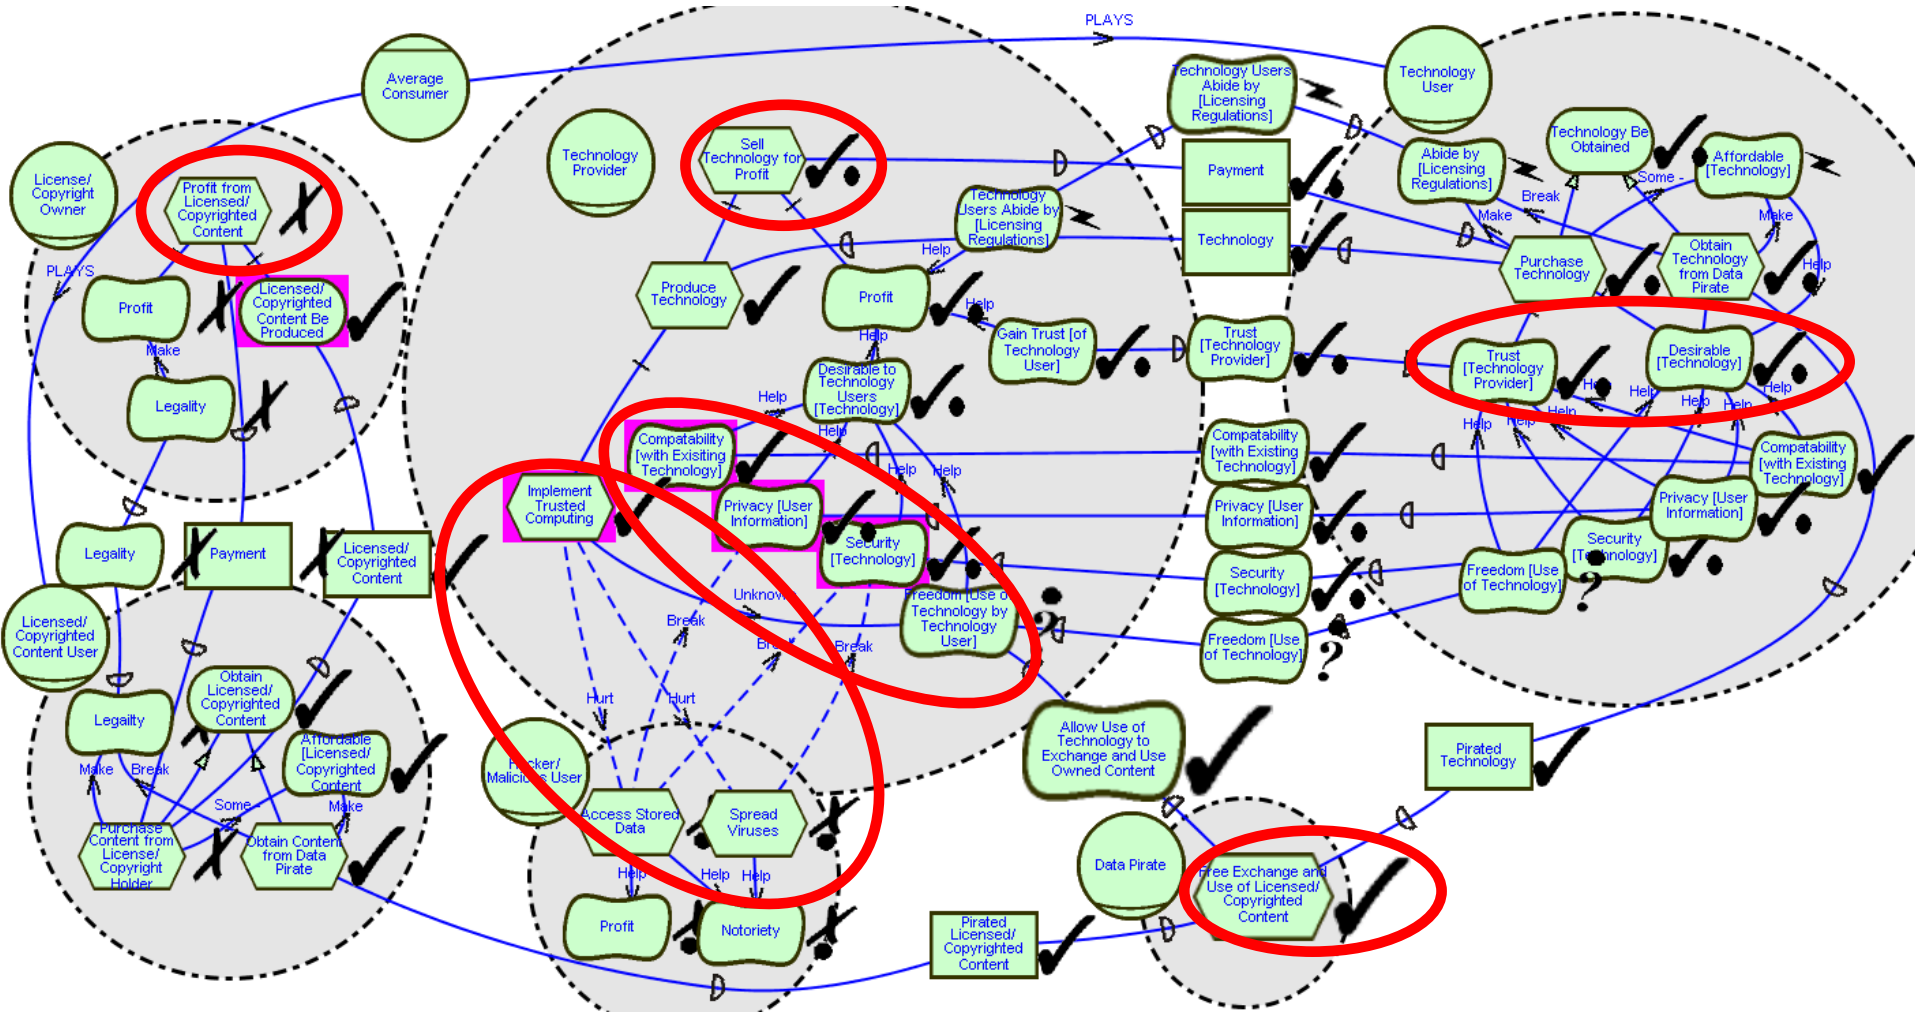 PLAYS
Average
Consumer
Technology
User
Technology Users
Abide by
[Licensing
Regulations]
Technology Be
Obtained
Affordable
[Technology]
Abide by
[Licensing
Regulations]
Some -
Break
Make
Make
Payment
Technology
Purchase
Technology
Obtain
Technology
from Data
Pirate
Help
Technology
Provider
Sell
Technology for
Profit
Technology
Users Abide by
[Licensing
Regulations]
Help
License/
Copyright
Owner
Profit from
Licensed/
Copyrighted
Content
PLAYS
Profit
Licensed/
Copyrighted
Content Be
Produced
Make
Legality
Produce
Technology
Profit
Help
Help
Gain Trust [of
Technology
User]
Trust
[Technology
Provider]
Trust
[Technology
Provider]
Desirable
[Technology]
Help
Help
Help
Help
Help
Help
Help
Help
Desirable to
Technology
Users
[Technology]
Help
Help
Help
Help
Compatability
[with Exisiting
Technology]
Implement
Trusted
Computing
Privacy [User
Information]
Security
[Technology]
Freedom [Use of
Technology by
Technology
User]
Unknown
Break
Break
Break
Hurt
Hurt
Compatability
[with Existing
Technology]
Privacy [User
Information]
Security
[Technology]
Freedom [Use
of Technology]
Compatability
[with Existing
Technology]
Privacy [User
Information]
Security
[Technology]
Freedom [Use
of Technology]
Legality
Payment
Licensed/
Copyrighted
Content
Licensed/
Copyrighted
Content User
Legailty
Obtain
Licensed/
Copyrighted
Content
Affordable
[Licensed/
Copyrighted
Content
Make
Break
Some -
Make
Purchase
Content from
License/
Copyright
Holder
Obtain Content
from Data
Pirate
Hacker/
Malicious User
Access Stored
Data
Spread
Viruses
Help
Help
Help
Profit
Notoriety
Allow Use of
Technology to
Exchange and Use
Owned Content
Pirated
Technology
Data Pirate
Free Exchange and
Use of Licensed/
Copyrighted
Content
Pirated
Licensed/
Copyrighted
Content